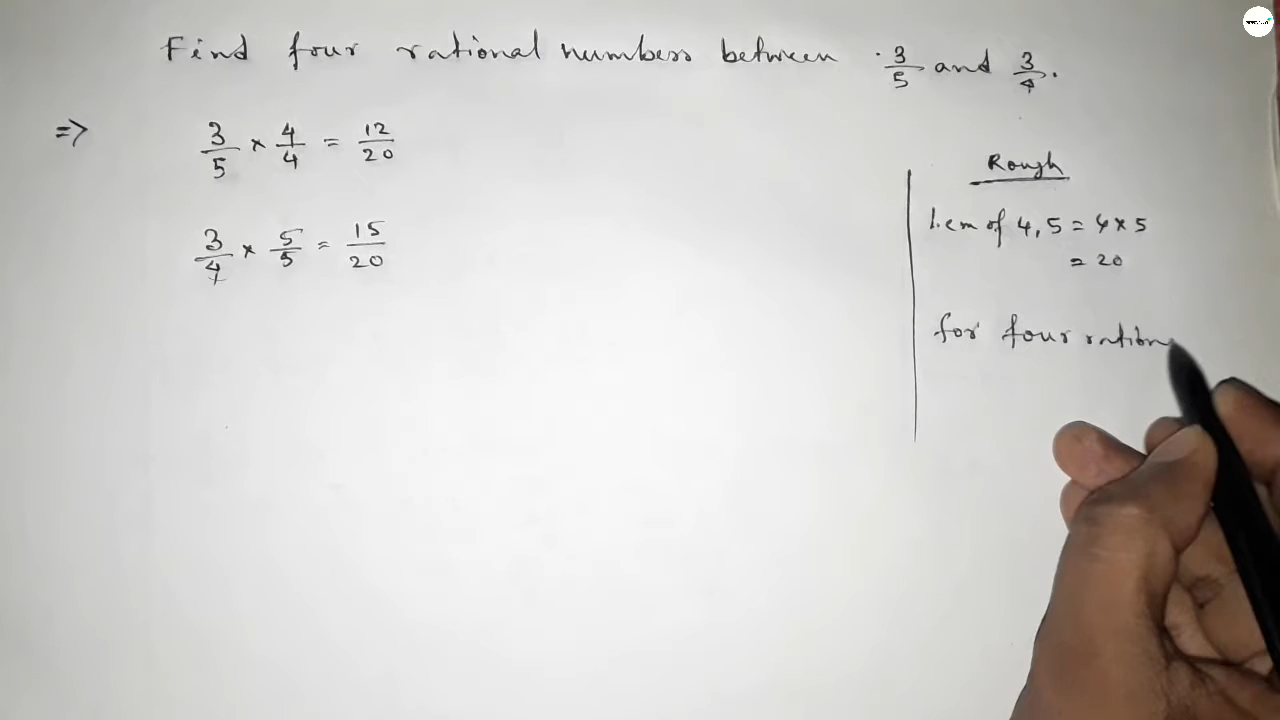 Find four rational numbers between 3/5 and 3/4.
=> 3/5 × 4/4 = 12/20
3/4 × 5/5 = 15/20
Rough
l.c.m of 4, 5 = 4 × 5
= 20
for four ration